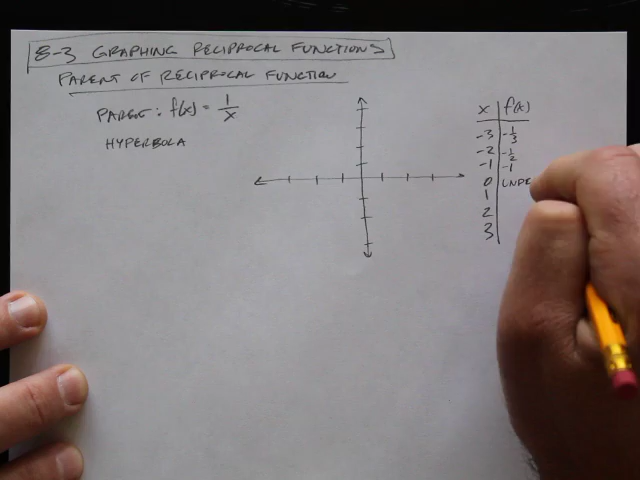 8-3 GRAPHING RECIPROCAL FUNCTIONS
PARENT OF RECIPROCAL FUNCTION
PARENT: f(x) = 1/x
HYPERBOLA
x f(x)
-3 -1/3
-2 -1/2
-1 -1
0 UNDE
1
2
3